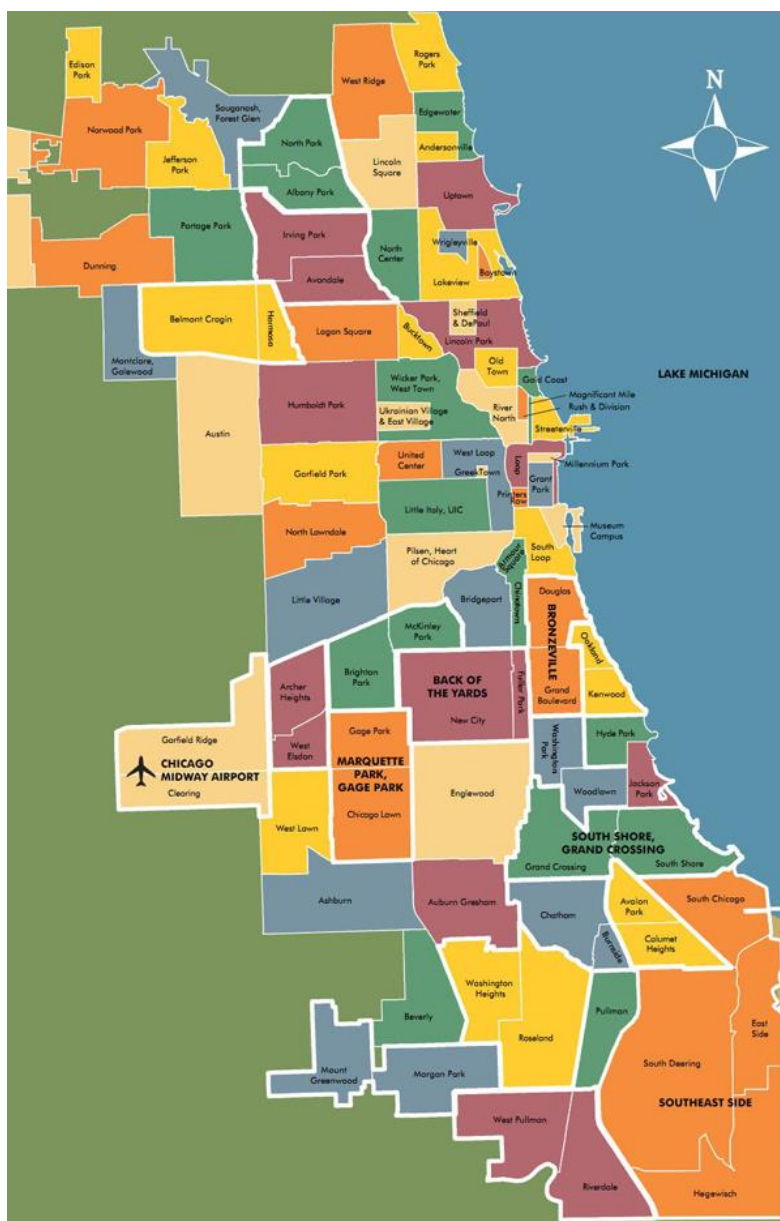 Edison
Park
Rogers
Park
West Ridge
Sauganash,
Forest Glen
Norwood Park
Edgewater
North Park
Andersonville
Jefferson
Park
Lincoln
Square
Albany Park
Uptown
Portage Park
Irving Park
North
Center
Wrigleyville
Dunning
Boystown
Avondale
Lakeview
Sheffield
& DePaul
Belmont Cragin
Hermosa
Logan Square
Bucktown
Lincoln Park
Montclare,
Galewood
Old
Town
Gold Coast
LAKE MICHIGAN
Wicker Park,
West Town
Magnificant Mile
Rush & Division
Humboldt Park
River
North
Austin
Ukrainian Village
& East Village
Streeterville
United
Center
West Loop
Loop
Millennium Park
Garfield Park
GreekTown
Grant
Park
Printers
Row
Little Italy, UIC
North Lawndale
Museum
Campus
Pilsen, Heart
of Chicago
Armour
Square
South
Loop
Little Village
Bridgeport
Chinatown
Douglas
McKinley
Park
BRONZEVILLE
Oakland
Brighton
Park
Archer
Heights
BACK OF
THE YARDS
Fuller Park
Grand
Boulevard
Kenwood
New City
Garfield Ridge
Gage Park
Hyde Park
West
Elsdon
Washington
Park
CHICAGO
MIDWAY AIRPORT
MARQUETTE
PARK,
GAGE PARK
Jackson
Park
Clearing
Englewood
Woodlawn
West Lawn
Chicago Lawn
SOUTH SHORE,
GRAND CROSSING
Grand Crossing
South Shore
Ashburn
Auburn Gresham
Avalon
Park
South Chicago
Chatham
Burnside
Calumet
Heights
Washington
Heights
Beverly
Pullman
East
Side
Roseland
Mount
Greenwood
Morgan Park
South Deering
SOUTHEAST SIDE
West Pullman
Riverdale
Hegewisch
N